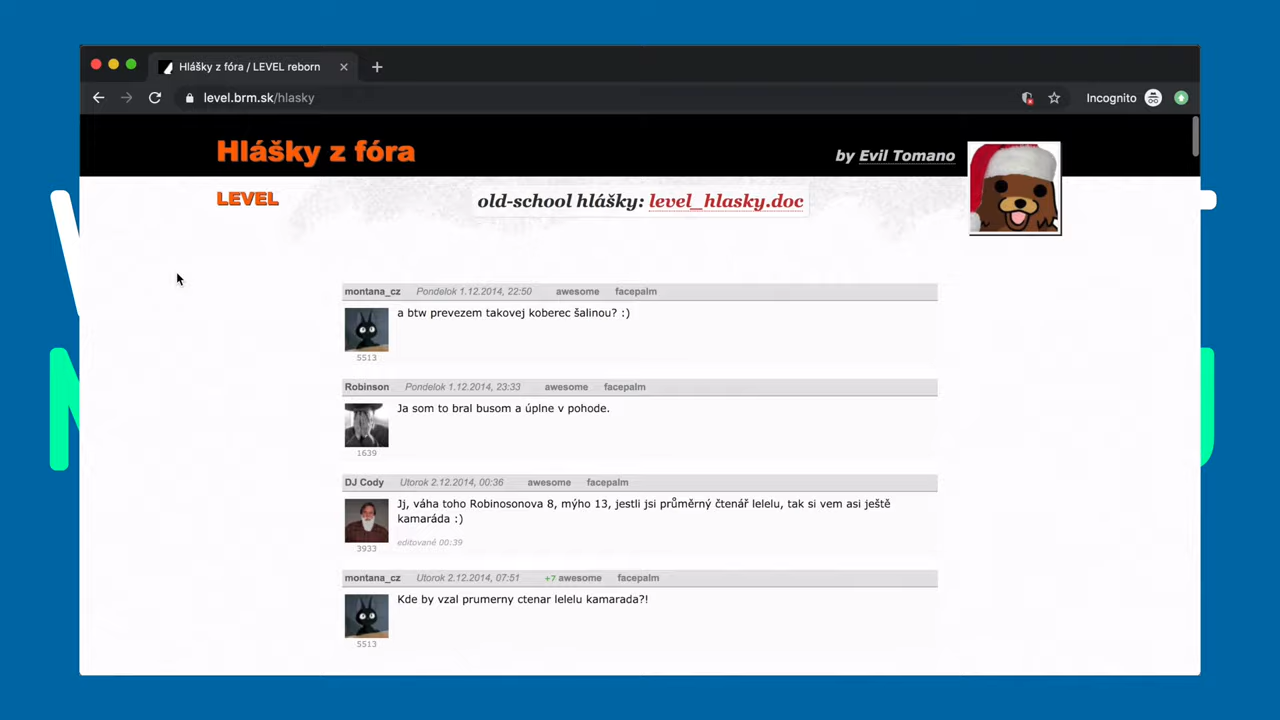 Hlášky z fóra / LEVEL reborn
level.brm.sk/hlasky
Incognito
Hlášky z fóra
by Evil Tomano
LEVEL
old-school hlášky: level_hlasky.doc
montana_cz Pondelok 1.12.2014, 22:50 awesome facepalm
a btw prevezem takovej koberec šalinou? :)
5513
Robinson Pondelok 1.12.2014, 23:33 awesome facepalm
Ja som to bral busom a úplne v pohode.
1639
DJ Cody Utorok 2.12.2014, 00:36 awesome facepalm
Jj, váha toho Robinosonova 8, mýho 13, jestli jsi průměrný čtenář lelelu, tak si vem asi ještě
kamaráda :)
editované 00:39
3933
montana_cz Utorok 2.12.2014, 07:51 +7 awesome facepalm
Kde by vzal prumerny ctenar lelelu kamarada?!
5513